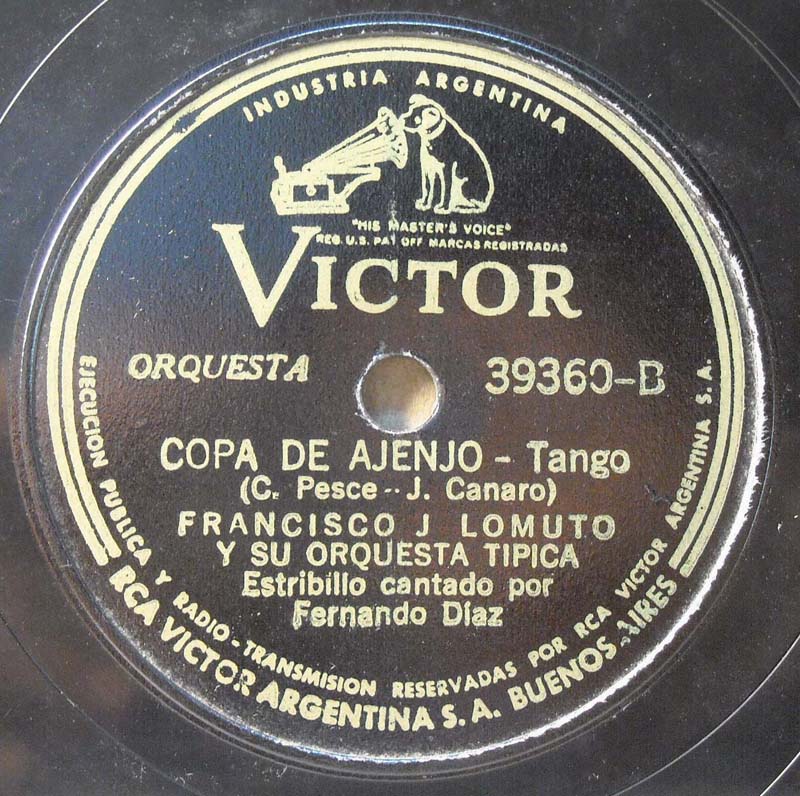 INDUSTRIA ARGENTINA
"HIS MASTER'S VOICE"
REG. U.S. PAT OFF MARCAS REGISTRADAS
VICTOR
ORQUESTA
39360-B
COPA DE AJENJO - Tango
(C. Pesce - J. Canaro)
FRANCISCO J LOMUTO
Y SU ORQUESTA TIPICA
Estribillo cantado por
Fernando Díaz
EJECUCION PUBLICA Y RADIO-TRANSMISION RESERVADAS POR RCA VICTOR ARGENTINA S. A.
RCA VICTOR ARGENTINA S. A. BUENOS AIRES